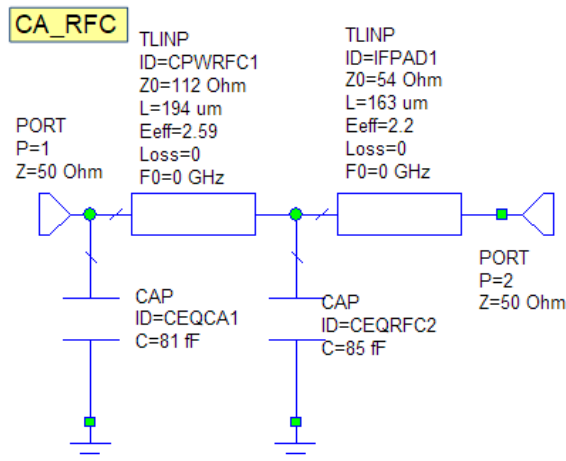 CA_RFC
TLINP
ID=CPWRFC1
Z0=112 Ohm
L=194 um
Eeff=2.59
Loss=0
F0=0 GHz
TLINP
ID=IFPAD1
Z0=54 Ohm
L=163 um
Eeff=2.2
Loss=0
F0=0 GHz
PORT
P=1
Z=50 Ohm
PORT
P=2
Z=50 Ohm
CAP
ID=CEQCA1
C=81 fF
CAP
ID=CEQRFC2
C=85 fF